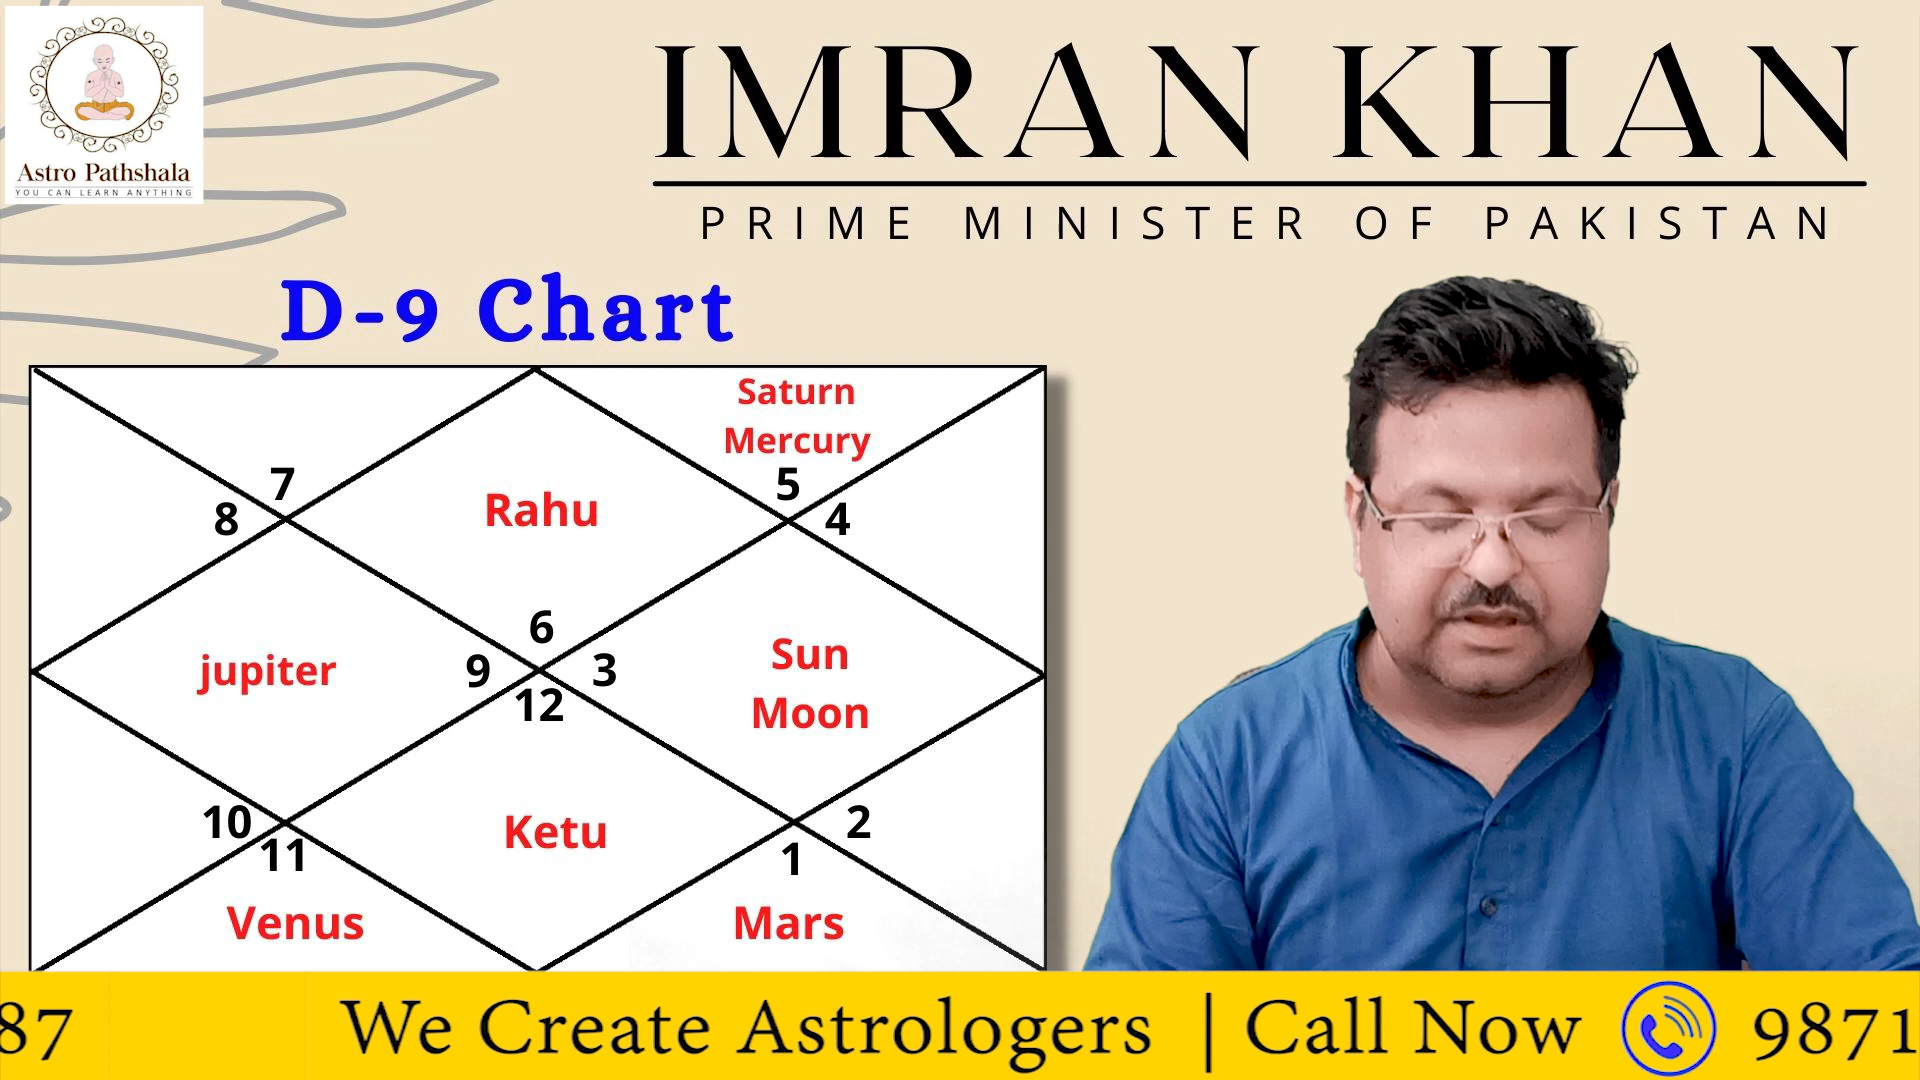 Astro Pathshala
YOU CAN LEARN ANYTHING
IMRAN KHAN
PRIME MINISTER OF PAKISTAN
D-9 Chart
Saturn
Mercury
7
5
8
4
Rahu
6
jupiter
9
3
Sun
Moon
12
10
2
11
Ketu
1
Venus
Mars
87 We Create Astrologers | Call Now 9871